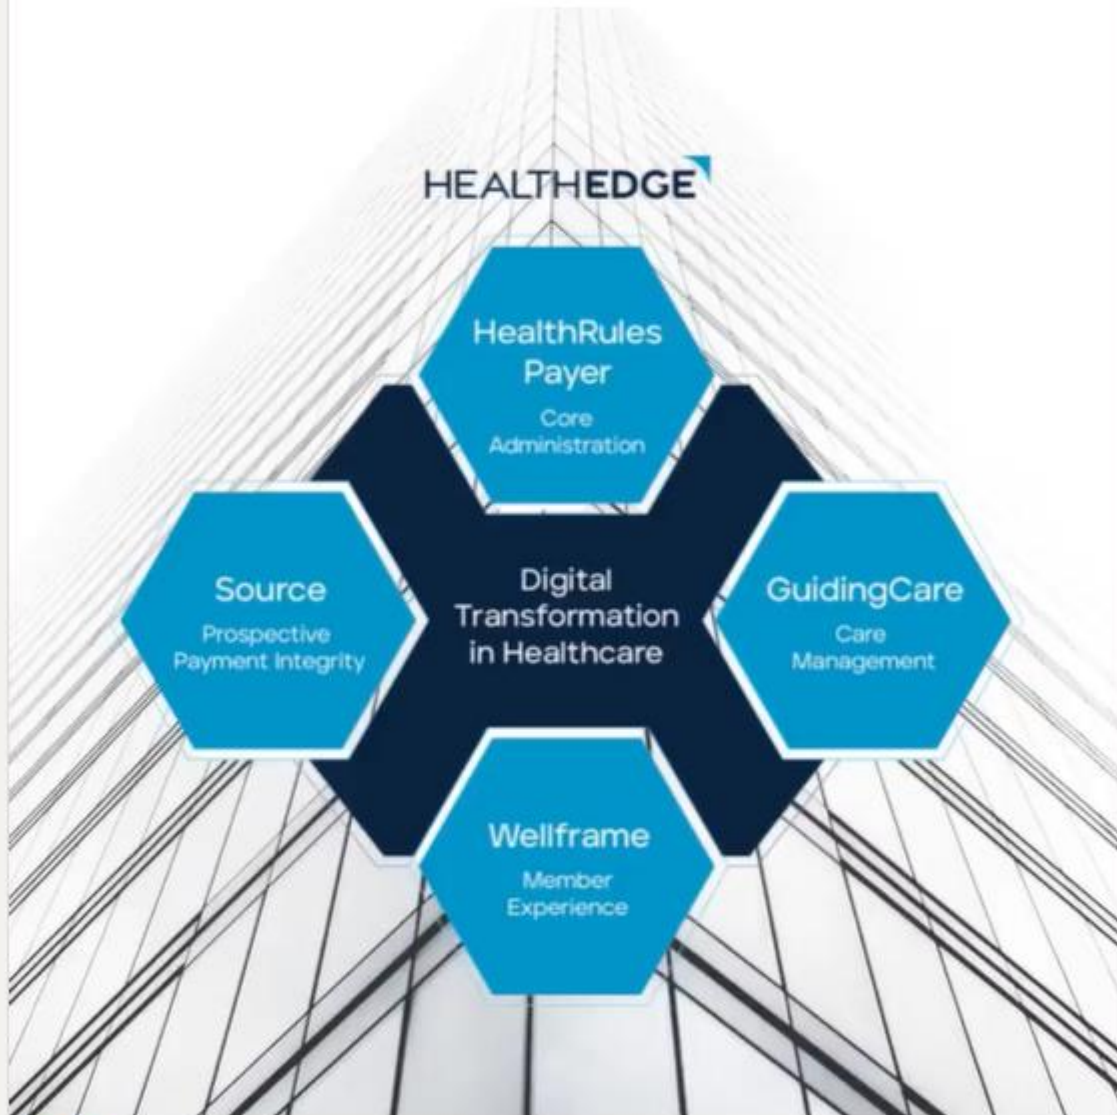 HEALTHEDGE
HealthRules
Payer
Core
Administration
Source
Prospective
Payment Integrity
Digital
Transformation
in Healthcare
GuidingCare
Care
Management
Wellframe
Member
Experience